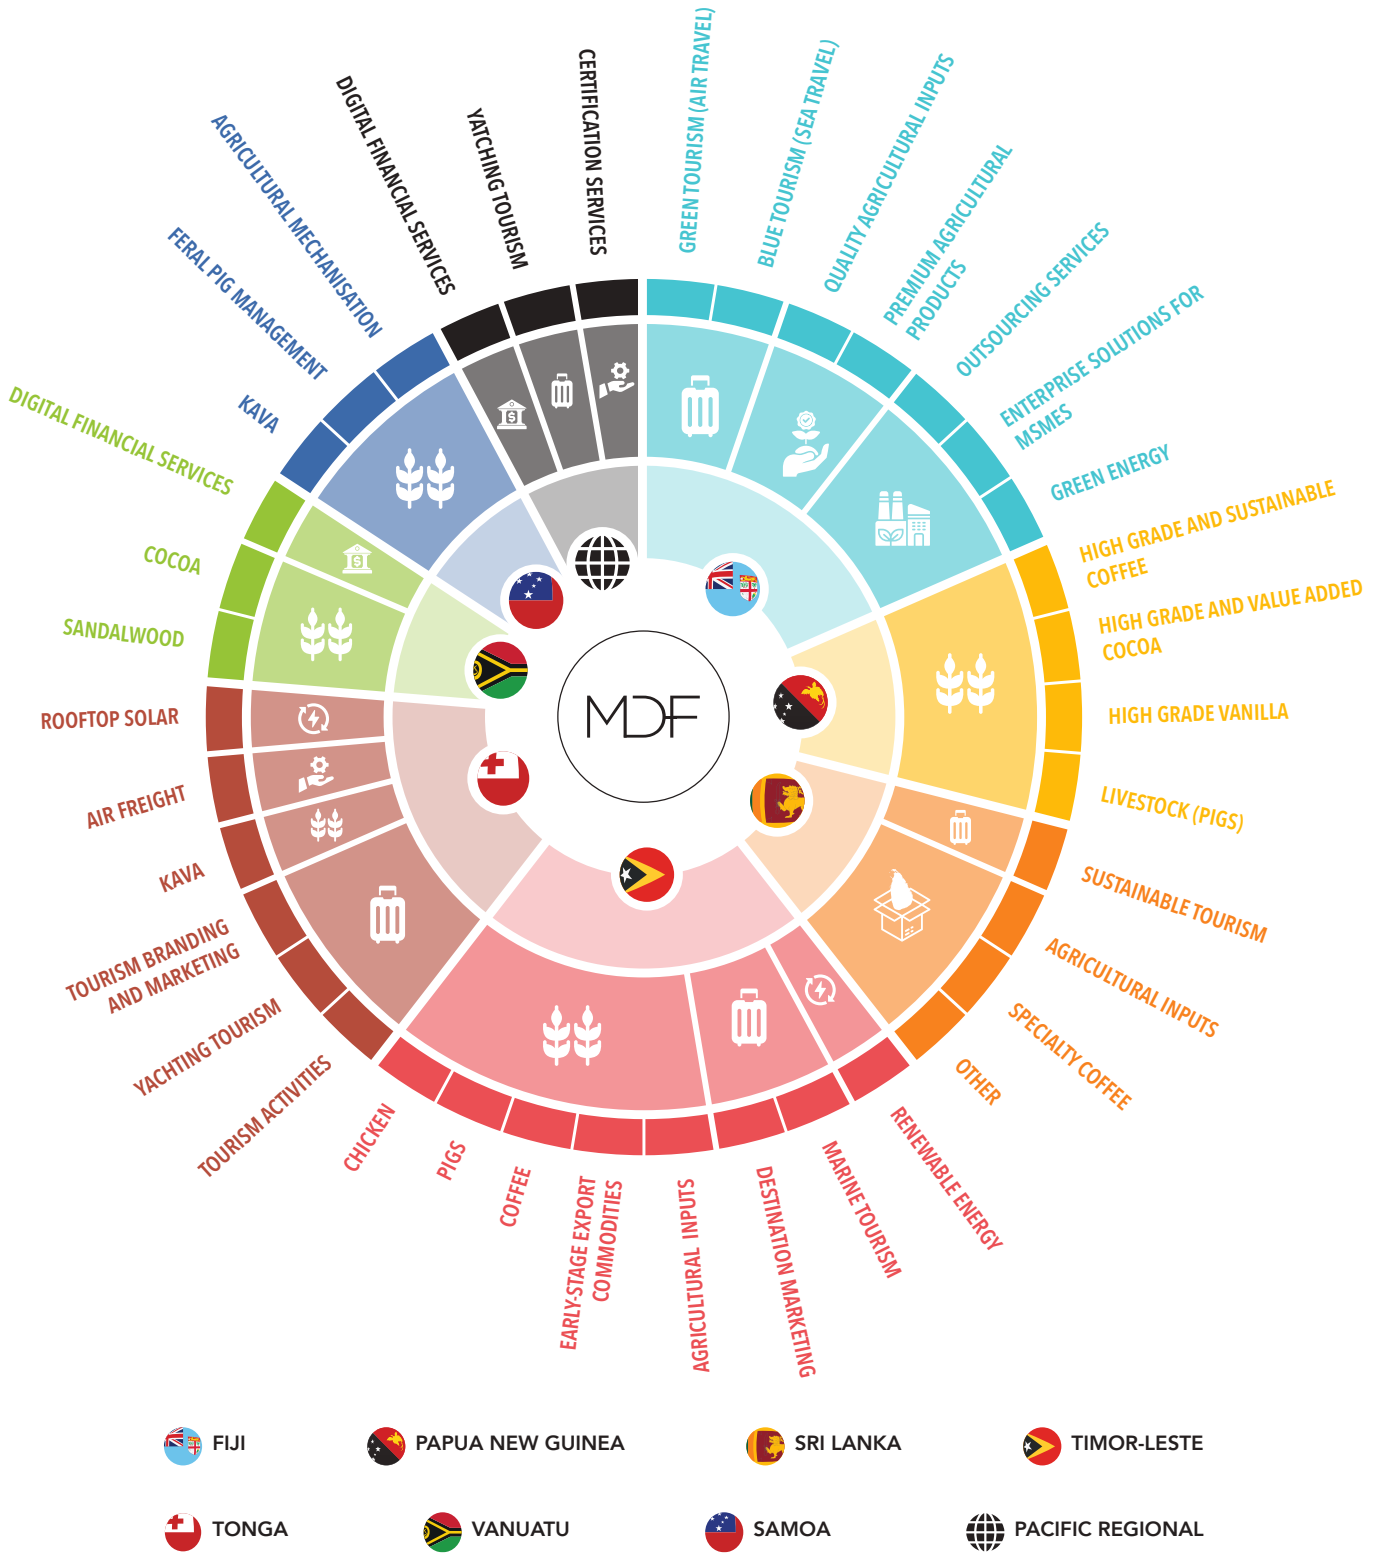 GREEN TOURISM (AIR TRAVEL)
BLUE TOURISM (SEA TRAVEL)
QUALITY AGRICULTURAL INPUTS
PREMIUM AGRICULTURAL
PRODUCTS
OUTSOURCING SERVICES
ENTERPRISE SOLUTIONS FOR
MSMES
GREEN ENERGY
HIGH GRADE AND SUSTAINABLE
COFFEE
HIGH GRADE AND VALUE ADDED
COCOA
HIGH GRADE VANILLA
LIVESTOCK (PIGS)
SUSTAINABLE TOURISM
AGRICULTURAL INPUTS
SPECIALTY COFFEE
OTHER
RENEWABLE ENERGY
MARINE TOURISM
DESTINATION MARKETING
AGRICULTURAL INPUTS
EARLY-STAGE EXPORT
COMMODITIES
COFFEE
PIGS
CHICKEN
TOURISM ACTIVITIES
YACHTING TOURISM
TOURISM BRANDING
AND MARKETING
KAVA
AIR FREIGHT
ROOFTOP SOLAR
SANDALWOOD
COCOA
DIGITAL FINANCIAL SERVICES
KAVA
FERAL PIG MANAGEMENT
AGRICULTURAL MECHANISATION
DIGITAL FINANCIAL SERVICES
YATCHING TOURISM
CERTIFICATION SERVICES
$
$
MDF
FIJI
PAPUA NEW GUINEA
SRI LANKA
TIMOR-LESTE
TONGA
VANUATU
SAMOA
PACIFIC REGIONAL